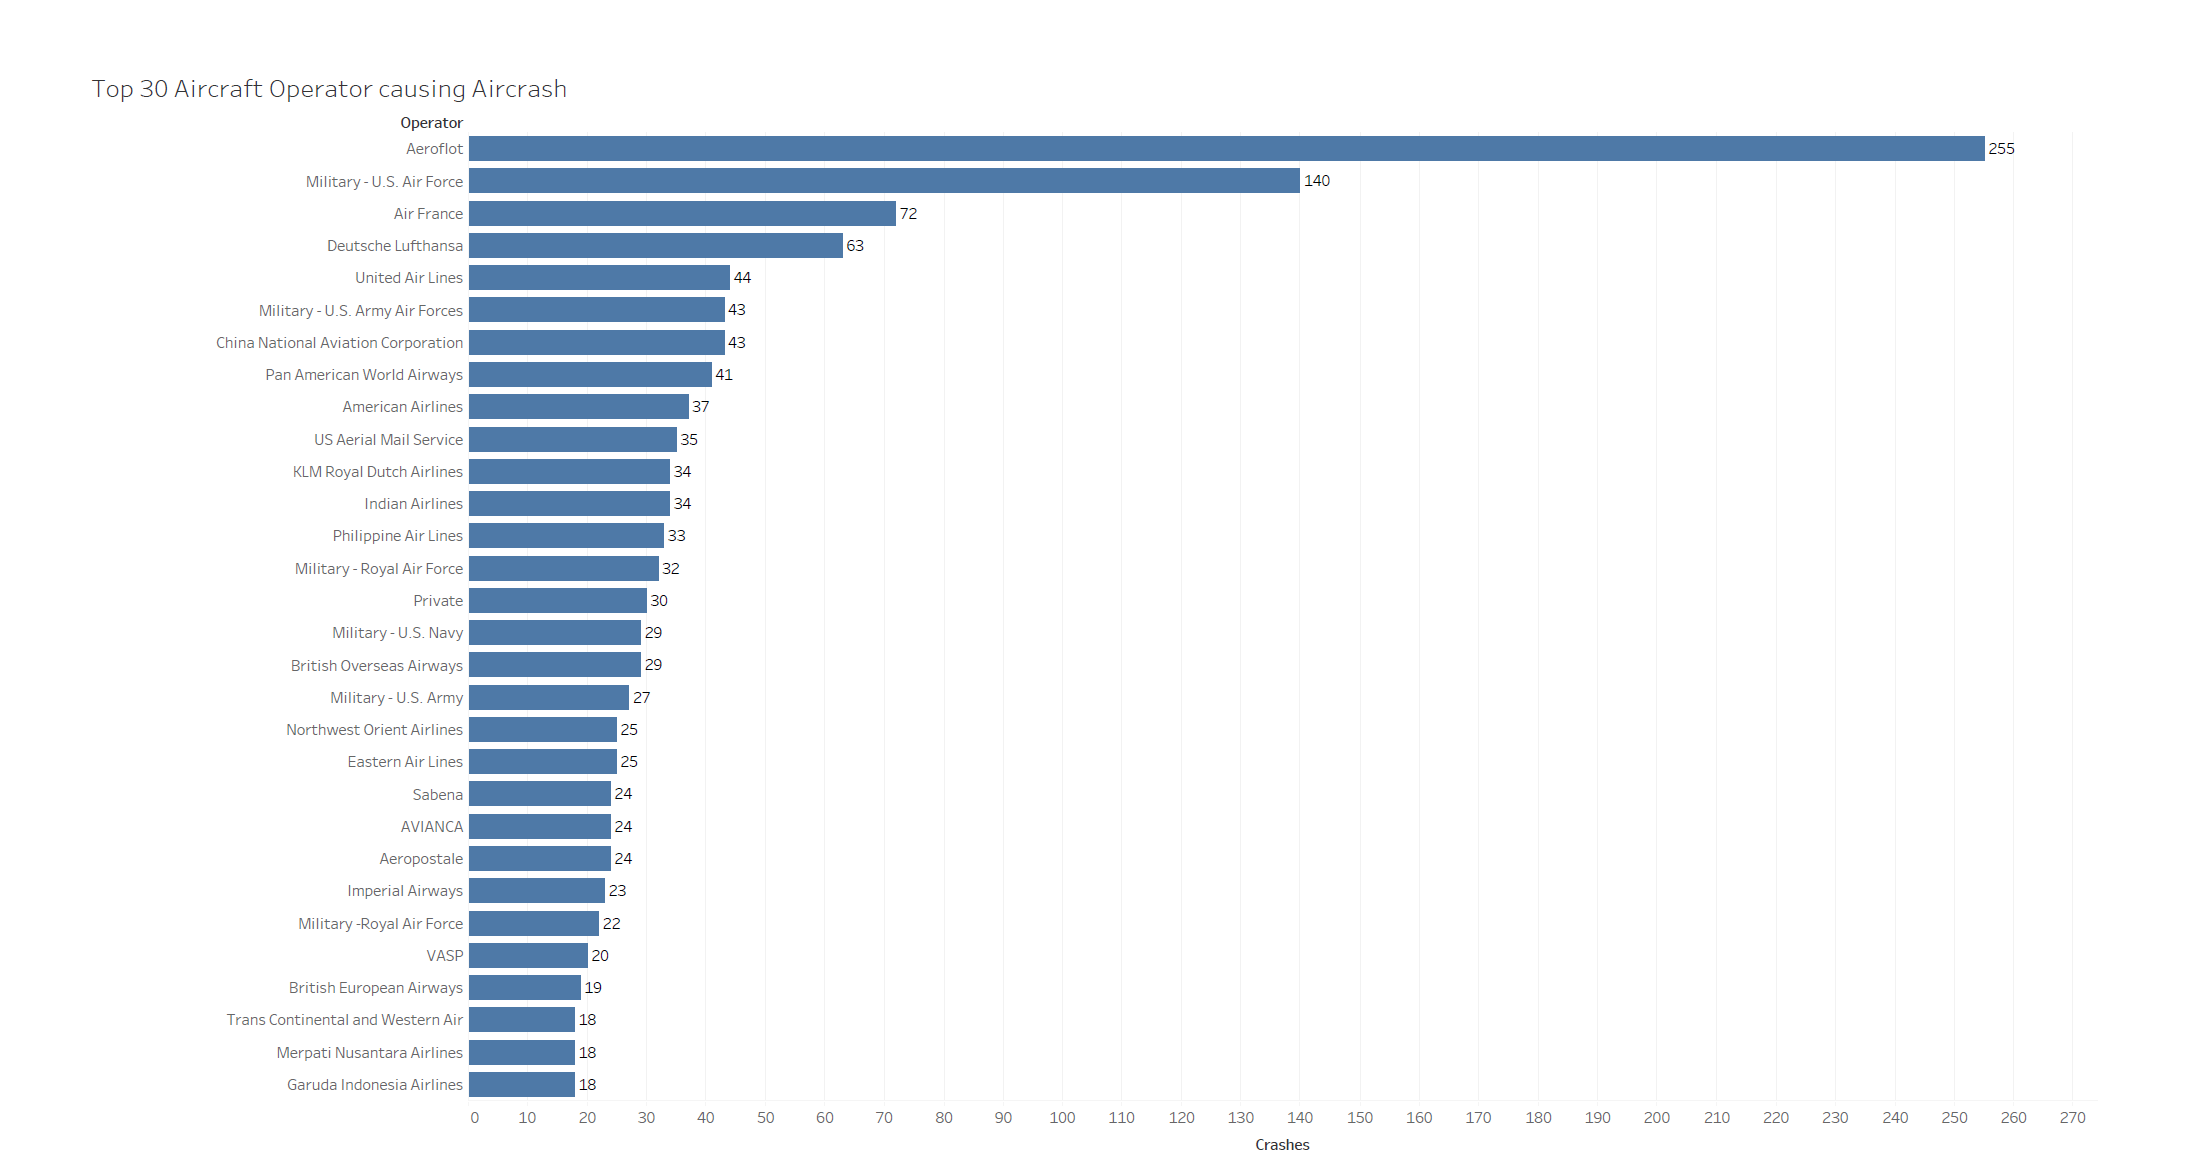 Top 30 Aircraft Operator causing Aircrash
Operator
Aeroflot 255
Military - U.S. Air Force 140
Air France 72
Deutsche Lufthansa 63
United Air Lines 44
Military - U.S. Army Air Forces 43
China National Aviation Corporation 43
Pan American World Airways 41
American Airlines 37
US Aerial Mail Service 35
KLM Royal Dutch Airlines 34
Indian Airlines 34
Philippine Air Lines 33
Military - Royal Air Force 32
Private 30
Military - U.S. Navy 29
British Overseas Airways 29
Military - U.S. Army 27
Northwest Orient Airlines 25
Eastern Air Lines 25
Sabena 24
AVIANCA 24
Aeropostale 24
Imperial Airways 23
Military -Royal Air Force 22
VASP 20
British European Airways 19
Trans Continental and Western Air 18
Merpati Nusantara Airlines 18
Garuda Indonesia Airlines 18
0 10 20 30 40 50 60 70 80 90 100 110 120 130 140 150 160 170 180 190 200 210 220 230 240 250 260 270
Crashes